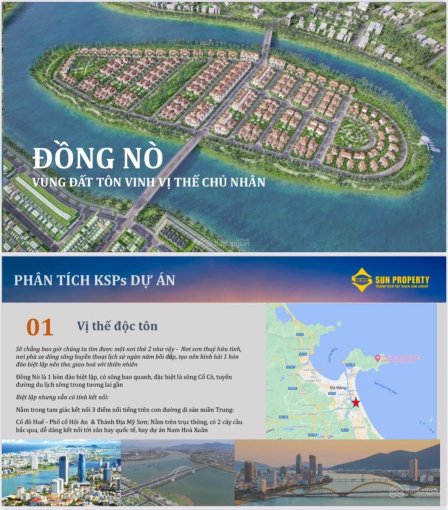 ĐỒNG NÒ
VÙNG ĐẤT TÔN VINH VỊ THẾ CHỦ NHÂN
Batdongsan
PHÂN TÍCH KSPs DỰ ÁN
SUN PROPERTY
THÀNH VIÊN TẬP ĐOÀN SUN GROUP
01 Vị thế độc tôn
Sẽ chẳng bao giờ chúng ta tìm được một nơi thứ 2 như vậy - Nơi sơn thuỷ hữu tình,
nơi phù sa dòng sông huyền thoại lịch sử ngàn năm bồi đắp, tạo nên hình hài 1 hòn
đảo biệt lập nên thơ, giao hoà với thiên nhiên
Đồng Nò là 1 hòn đảo biệt lập, có sông bao quanh, đặc biệt là sông Cổ Cò, tuyến
đường du lịch sông trong tương lai gần
Biệt lập nhưng vẫn có tính kết nối:
Nằm trong tam giác kết nối 3 điểm nổi tiếng trên con đường di sản miền Trung:
Cố đô Huế - Phố cổ Hội An & Thánh Địa Mỹ Sơn; Nằm trên trục thông, có 2 cây cầu
bắc qua, dễ dàng kết nối tới sân bay quốc tế, hay dự án Nam Hoà Xuân
Đà Nẵng